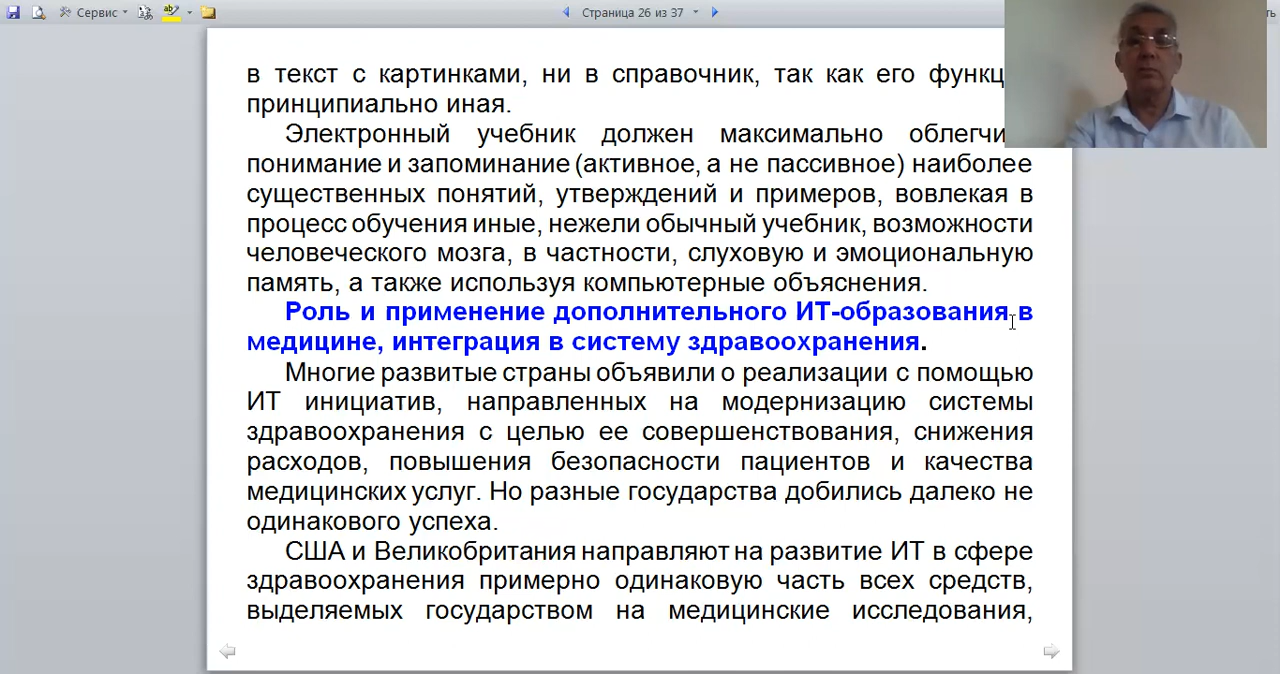 Сервис
Страница 26 из 37
ть
в текст с картинками, ни в справочник, так как его функц
принципиально иная.
Электронный учебник должен максимально облегчи
понимание и запоминание (активное, а не пассивное) наиболее
существенных понятий, утверждений и примеров, вовлекая в
процесс обучения иные, нежели обычный учебник, возможности
человеческого мозга, в частности, слуховую и эмоциональную
память, а также используя компьютерные объяснения.
Роль и применение дополнительного ИТ-образования в
медицине, интеграция в систему здравоохранения.
Многие развитые страны объявили о реализации с помощью
ИТ инициатив, направленных на модернизацию системы
здравоохранения с целью ее совершенствования, снижения
расходов, повышения безопасности пациентов и качества
медицинских услуг. Но разные государства добились далеко не
одинакового успеха.
США и Великобритания направляют на развитие ИТ в сфере
здравоохранения примерно одинаковую часть всех средств,
выделяемых государством на медицинские исследования,